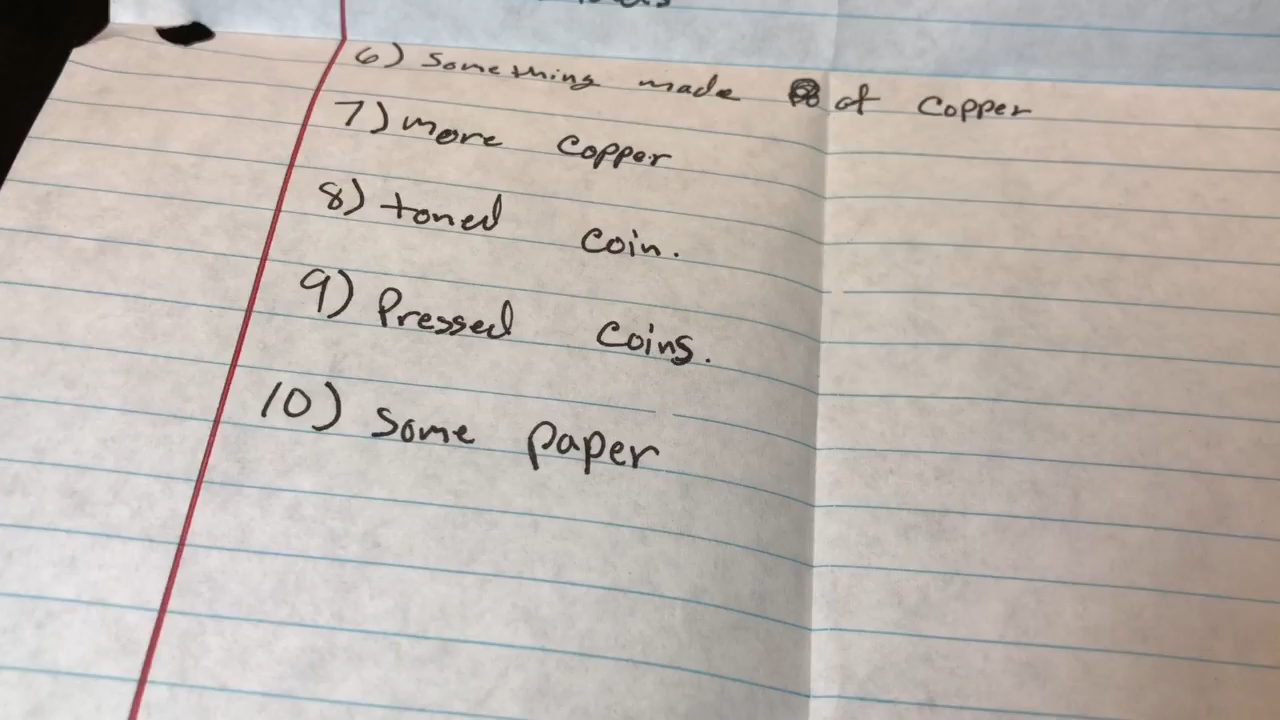 6) Something made of copper
7) more copper
8) toned coin.
9) Pressed coins.
10) Some paper